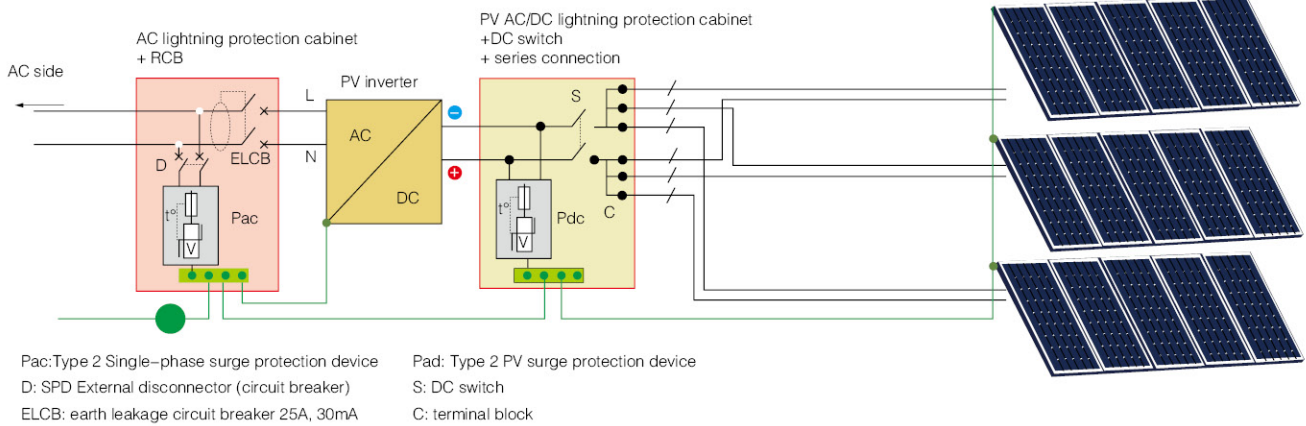 AC side
AC lightning protection cabinet
+ RCB
PV inverter
PV AC/DC lightning protection cabinet
+DC switch
+ series connection
L
N
AC
DC
−
+
S
D
ELCB
t°
V
Pac
t°
V
Pdc
C
Pac:Type 2 Single−phase surge protection device
D: SPD External disconnector (circuit breaker)
ELCB: earth leakage circuit breaker 25A, 30mA
Pad: Type 2 PV surge protection device
S: DC switch
C: terminal block